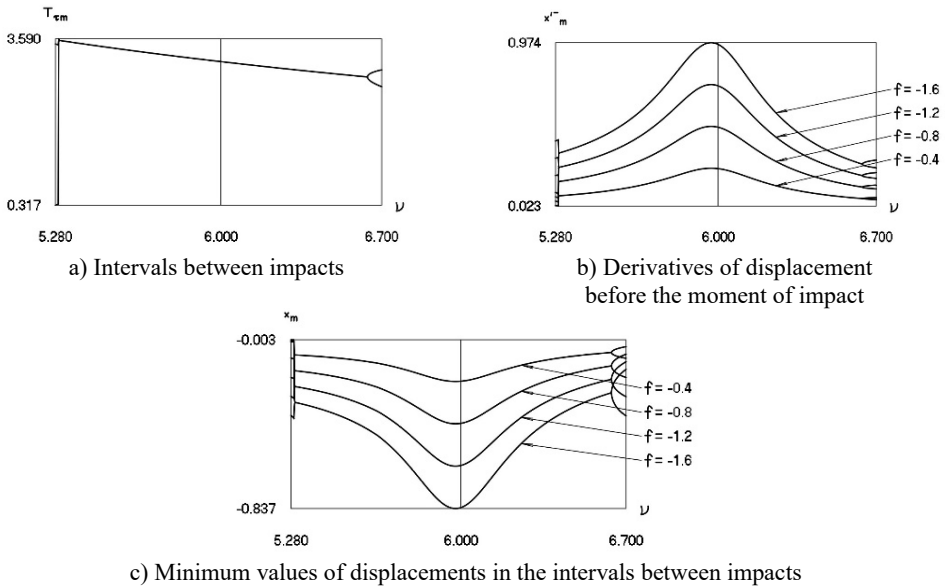 T τm
3.590
0.317
ν
5.280 6.000 6.700
a) Intervals between impacts
x'⁻ m
0.974
f = -1.6
f = -1.2
f = -0.8
f = -0.4
0.023
ν
5.280 6.000 6.700
b) Derivatives of displacement
before the moment of impact
x m
-0.003
f = -0.4
f = -0.8
f = -1.2
f = -1.6
-0.837
ν
5.280 6.000 6.700
c) Minimum values of displacements in the intervals between impacts